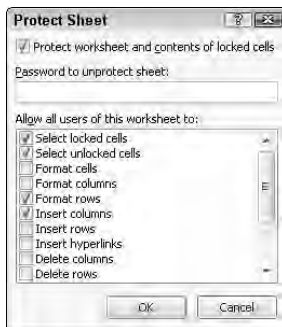 Protect Sheet
Protect worksheet and contents of locked cells
Password to unprotect sheet:
Allow all users of this worksheet to:
Select locked cells
Select unlocked cells
Format cells
Format columns
Format rows
Insert columns
Insert rows
Insert hyperlinks
Delete columns
Delete rows
OK Cancel